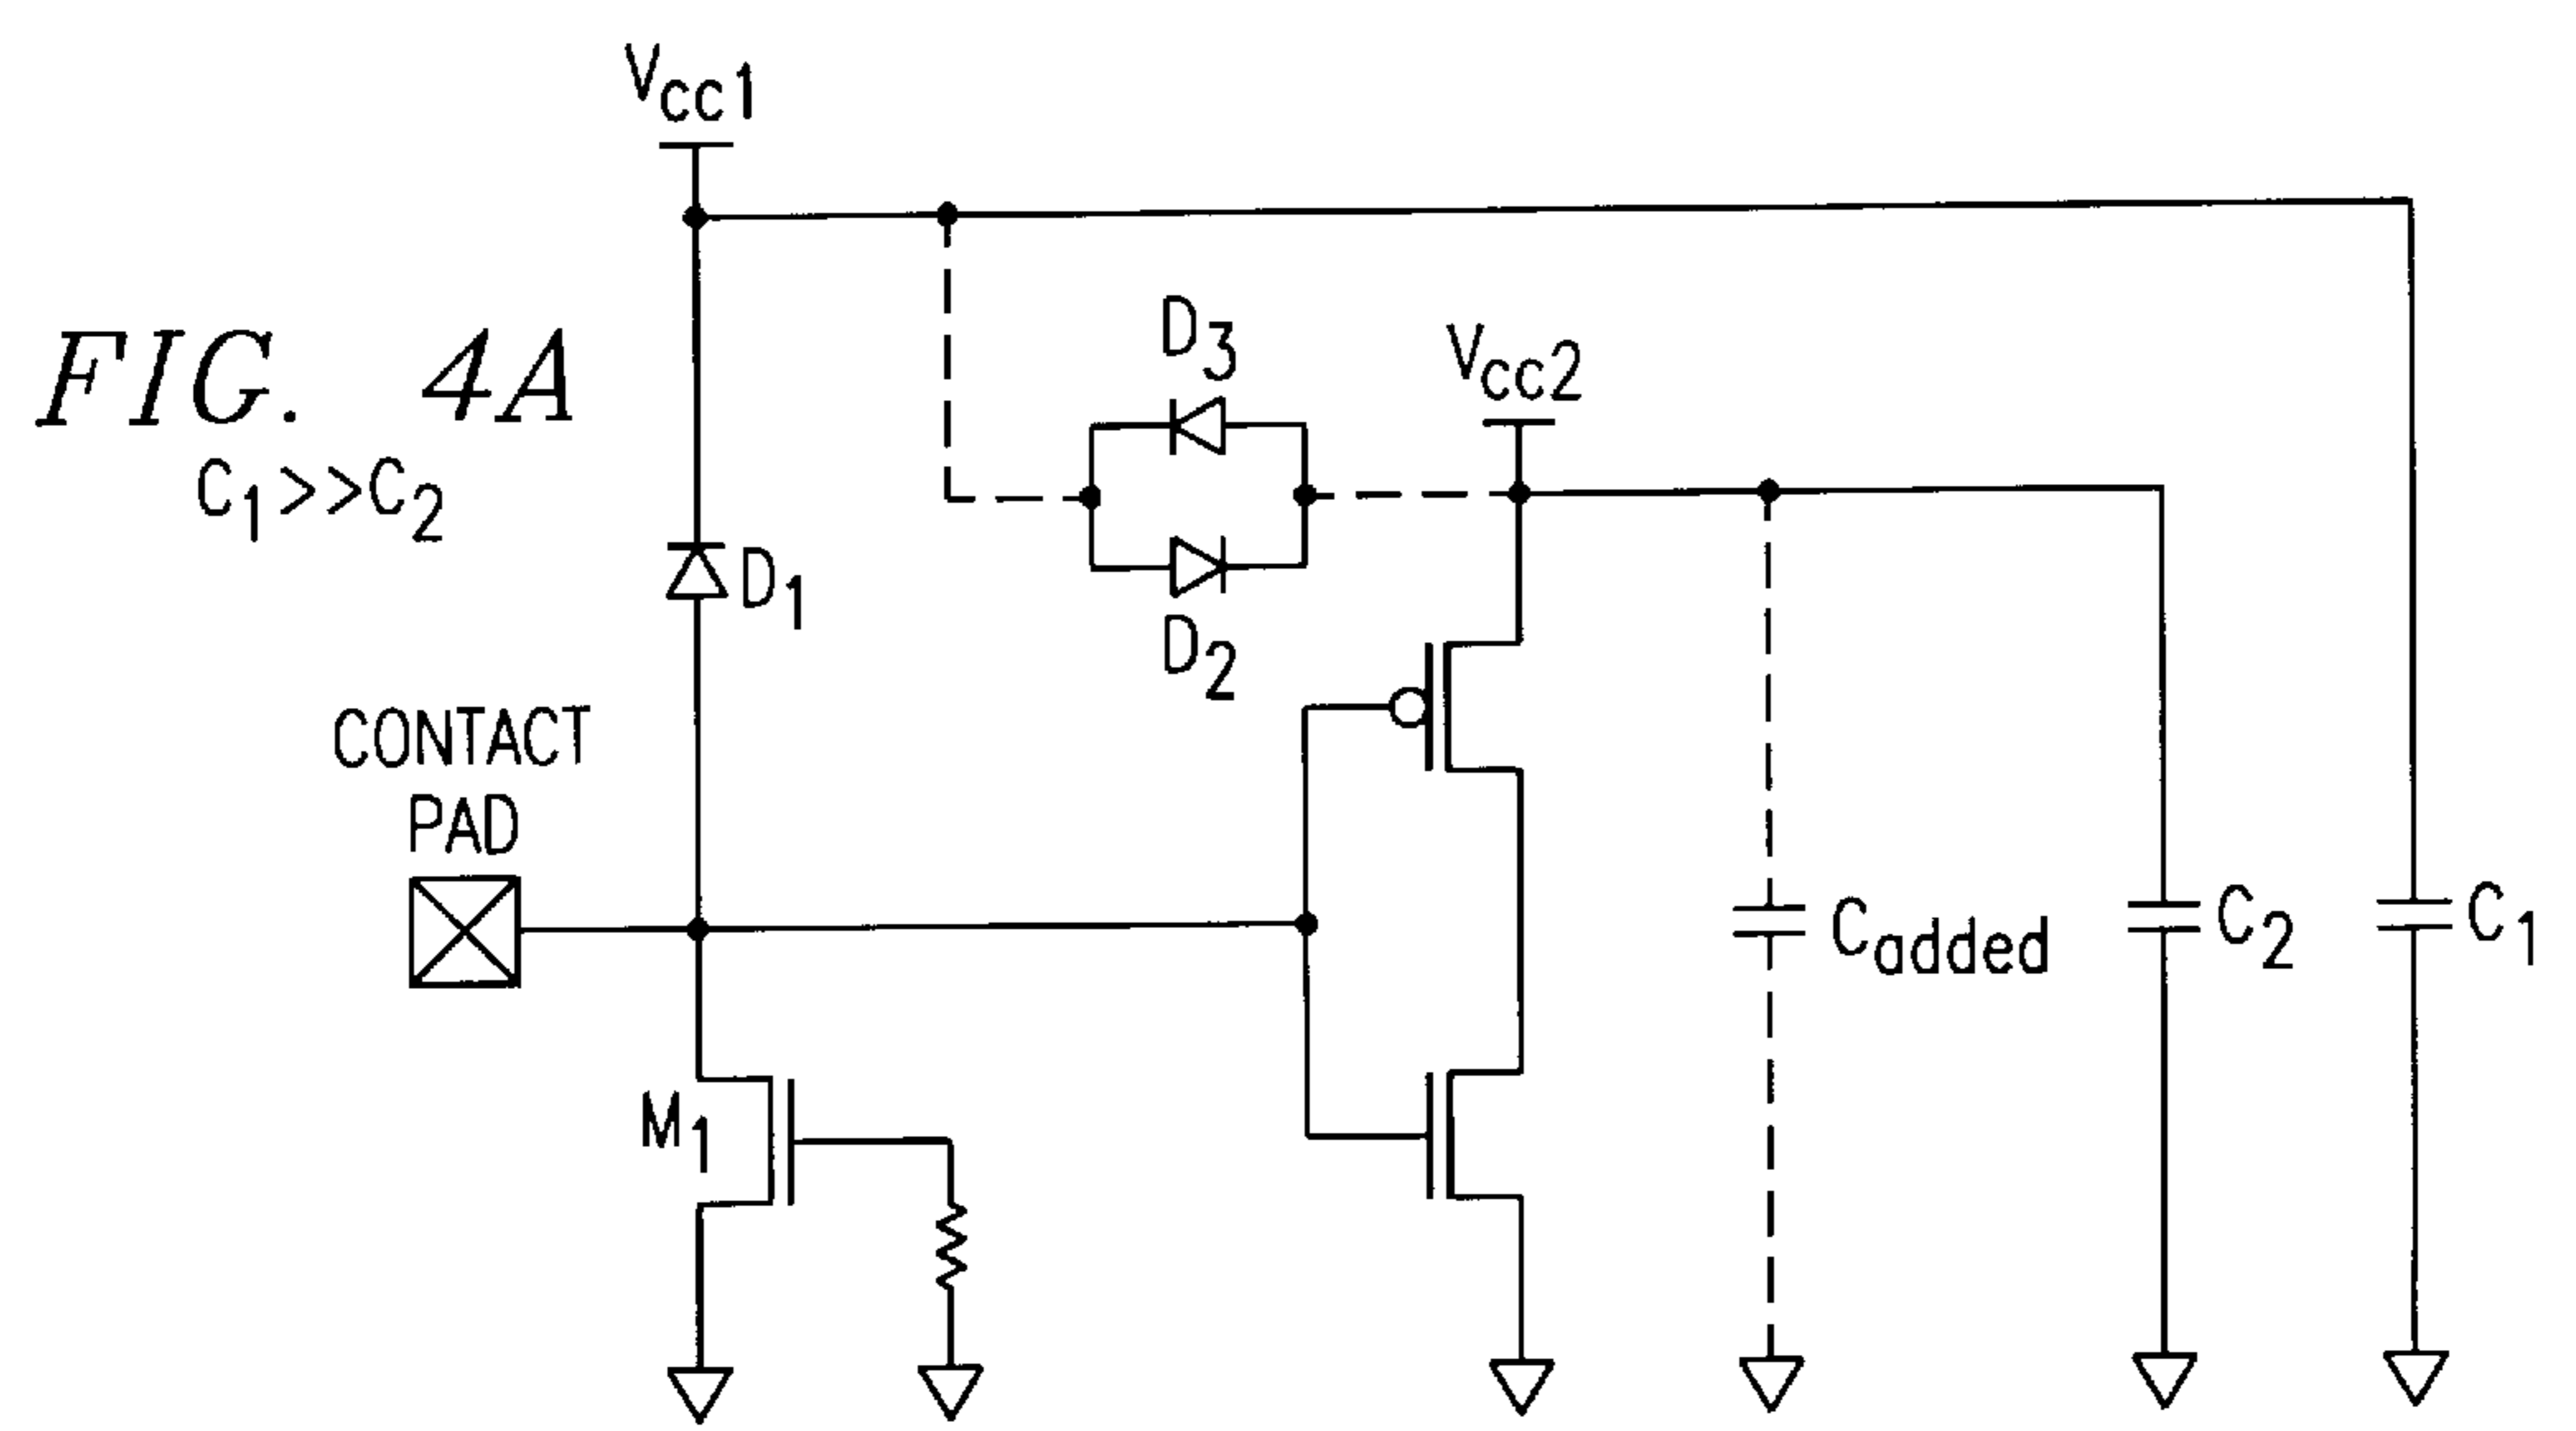 Vcc1
FIG. 4A
C1>>C2
D3
Vcc2
D1
D2
CONTACT
PAD
Cadded
C2
C1
M1